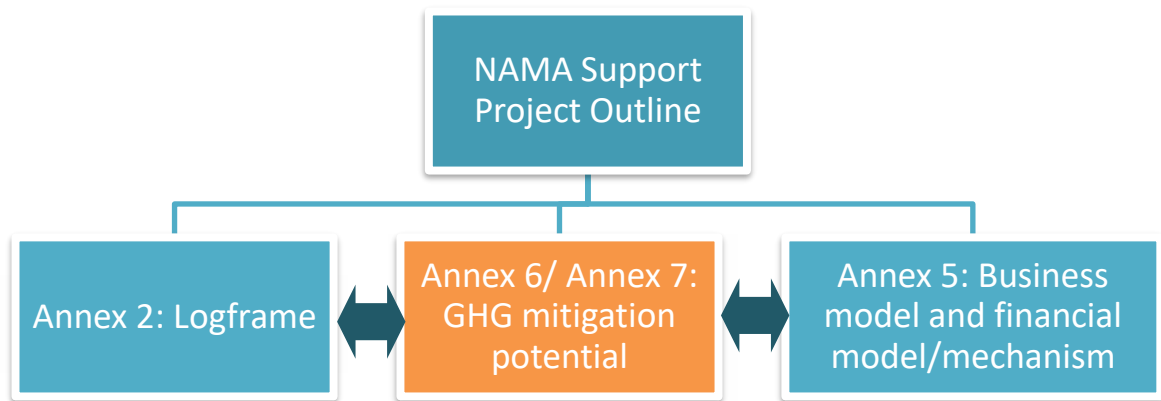 NAMA Support
Project Outline
Annex 2: Logframe
Annex 6/ Annex 7:
GHG mitigation
potential
Annex 5: Business
model and financial
model/mechanism